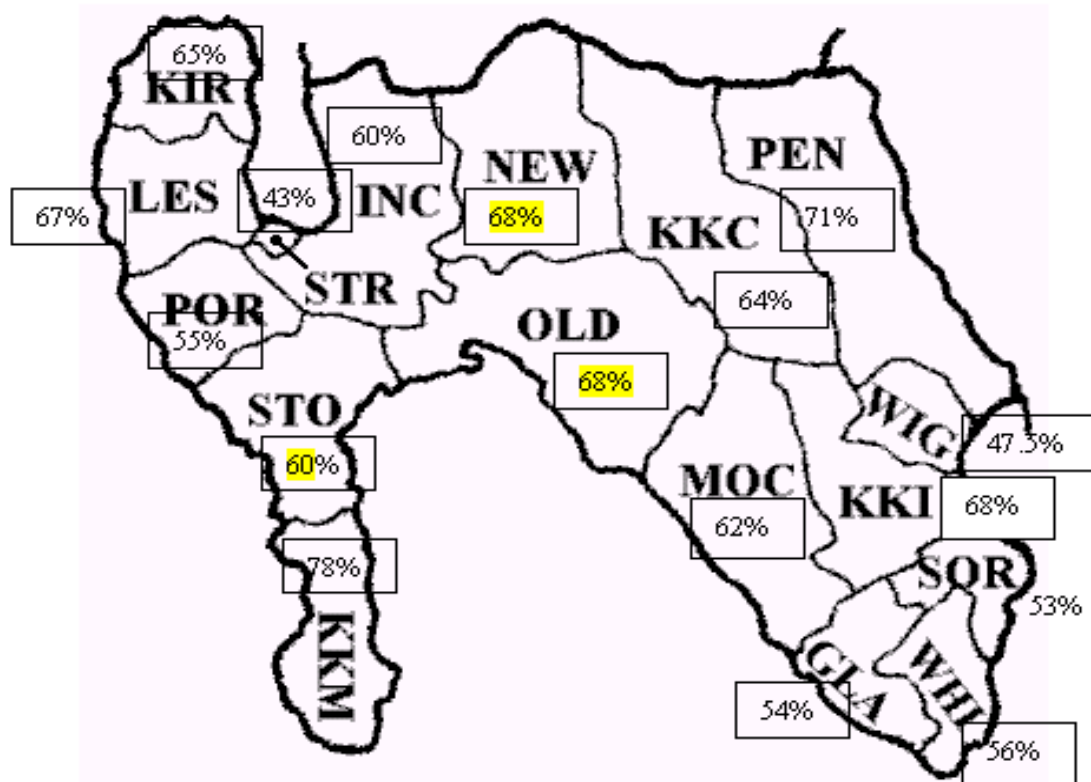 65%
KIR
60%
NEW
PEN
LES
43%
INC
67%
68%
71%
KKC
STR
POR
64%
OLD
55%
68%
STO
WIG
60%
47.5%
MOC
KKI
62%
68%
78%
SOR
53%
KKM
GLA
WHI
54%
56%